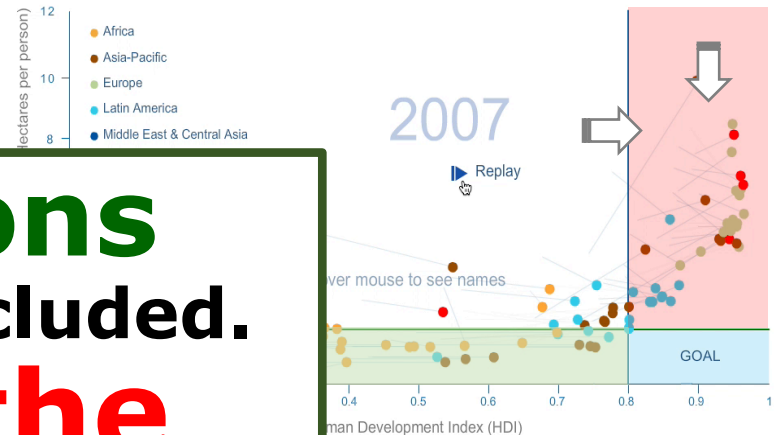 12
Hectares per person)
Africa
Asia-Pacific
10
Europe
Latin America
8
Middle East & Central Asia
2007
Replay
ons
cluded.
the
over mouse to see names
GOAL
0.4 0.5 0.6 0.7 0.8 0.9 1
man Development Index (HDI)